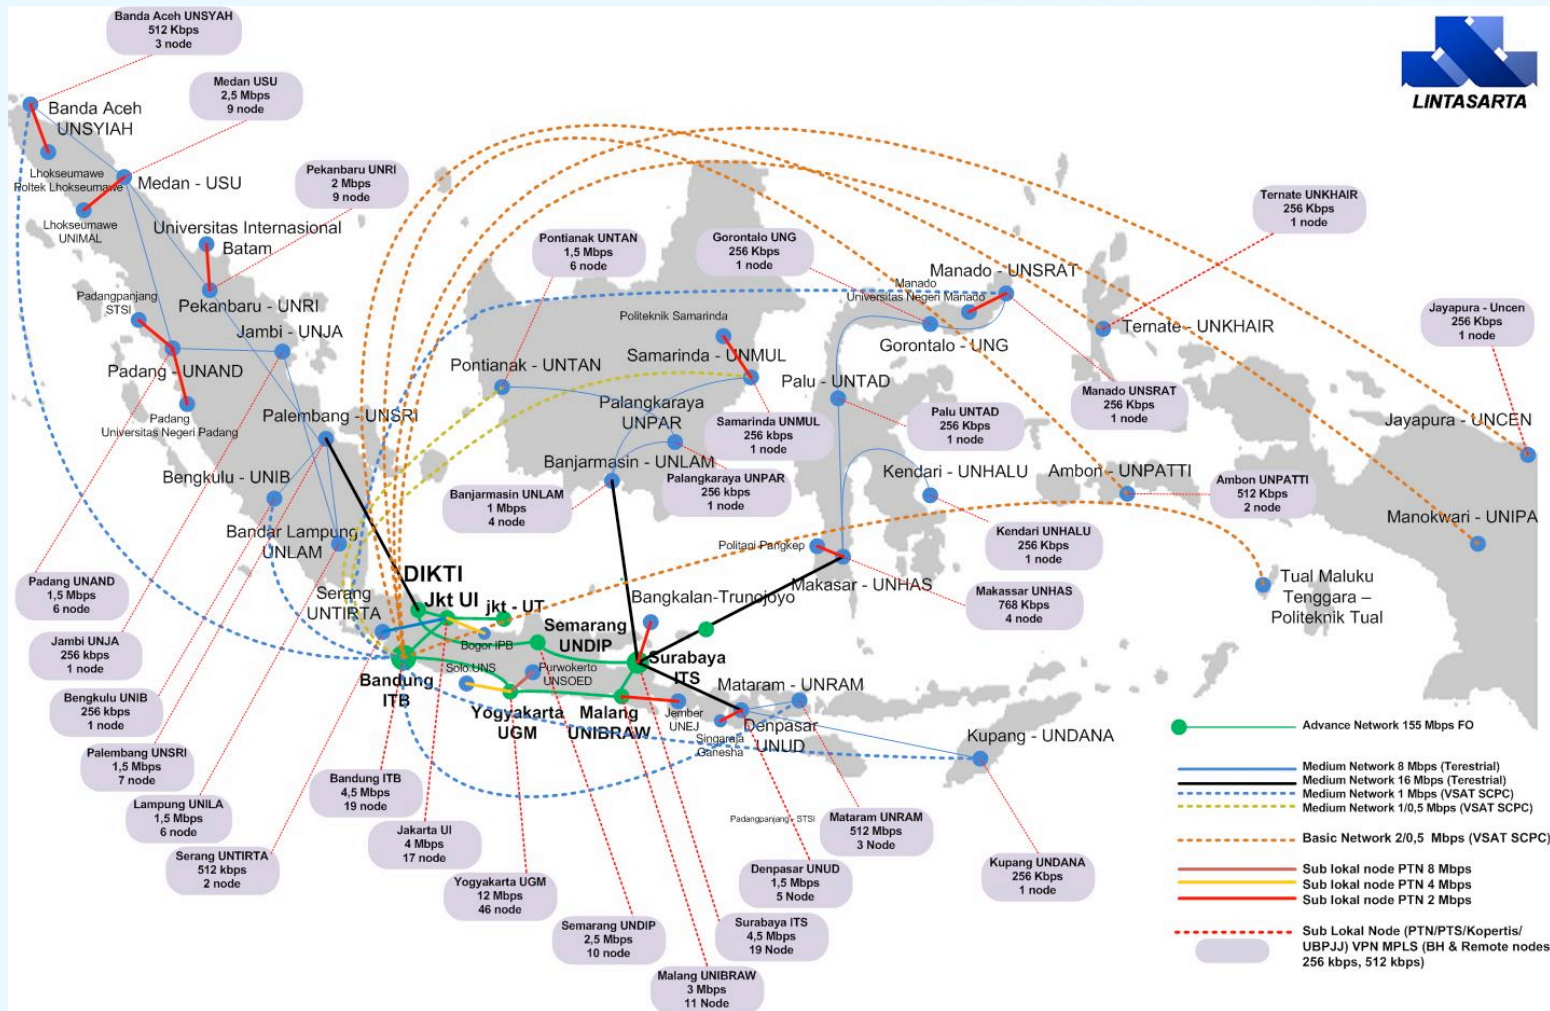 Banda Aceh UNSYAH
512 Kbps
3 node
Medan USU
2,5 Mbps
9 node
LINTASARTA
Banda Aceh
UNSYIAH
Lhokseumawe
Poltek Lhokseumawe
Medan - USU
Lhokseumawe
UNIMAL
Pekanbaru UNRI
2 Mbps
9 node
Universitas Internasional
Batam
Pekanbaru - UNRI
Padangpanjang
STSI
Jambi - UNJA
Padang - UNAND
Padang
Universitas Negeri Padang
Palembang - UNSRI
Bengkulu - UNIB
Bandar Lampung
UNLAM
Pontianak UNTAN
1,5 Mbps
6 node
Gorontalo UNG
256 Kbps
1 node
Ternate UNKHAIR
256 Kbps
1 node
Manado - UNSRAT
Manado
Universitas Negeri Manado
Politeknik Samarinda
Samarinda - UNMUL
Pontianak - UNTAN
Gorontalo - UNG
Ternate - UNKHAIR
Jayapura - Uncen
256 Kbps
1 node
Palu - UNTAD
Palangkaraya
UNPAR
Samarinda UNMUL
256 kbps
1 node
Palu UNTAD
256 Kbps
1 node
Manado UNSRAT
256 Kbps
1 node
Jayapura - UNCEN
Banjarmasin - UNLAM
Banjarmasin UNLAM
1 Mbps
4 node
Palangkaraya UNPAR
256 kbps
1 node
Kendari - UNHALU
Ambon - UNPATTI
Ambon UNPATTI
512 Kbps
2 node
Manokwari - UNIPA
Kendari UNHALU
256 Kbps
1 node
Politani Pangkep
Makasar - UNHAS
Makassar UNHAS
768 Kbps
4 node
Tual Maluku
Tenggara –
Politeknik Tual
Padang UNAND
1,5 Mbps
6 node
DIKTI
Jkt UI
jkt - UT
Serang
UNTIRTA
Bogor IPB
Semarang
UNDIP
Bangkalan-Trunojoyo
Surabaya
ITS
Solo UNS
Purwokerto
UNSOED
Bandung
ITB
Yogyakarta
UGM
Malang
UNIBRAW
Jember
UNEJ
Mataram - UNRAM
Singaraja
Ganesha
Denpasar
UNUD
Kupang - UNDANA
Jambi UNJA
256 kbps
1 node
Bengkulu UNIB
256 kbps
1 node
Palembang UNSRI
1,5 Mbps
7 node
Lampung UNILA
1,5 Mbps
6 node
Serang UNTIRTA
512 kbps
2 node
Bandung ITB
4,5 Mbps
19 node
Jakarta UI
4 Mbps
17 node
Yogyakarta UGM
12 Mbps
46 node
Semarang UNDIP
2,5 Mbps
10 node
Malang UNIBRAW
3 Mbps
11 Node
Surabaya ITS
4,5 Mbps
19 Node
Padangpanjang - STSI
Denpasar UNUD
1,5 Mbps
5 Node
Mataram UNRAM
512 Mbps
3 Node
Kupang UNDANA
256 Kbps
1 node
Advance Network 155 Mbps FO
Medium Network 8 Mbps (Terestrial)
Medium Network 16 Mbps (Terestrial)
Medium Network 1 Mbps (VSAT SCPC)
Medium Network 1/0,5 Mbps (VSAT SCPC)
Basic Network 2/0,5 Mbps (VSAT SCPC)
Sub lokal node PTN 8 Mbps
Sub lokal node PTN 4 Mbps
Sub lokal node PTN 2 Mbps
Sub Lokal Node (PTN/PTS/Kopertis/
UBPJJ) VPN MPLS (BH & Remote nodes
256 kbps, 512 kbps)